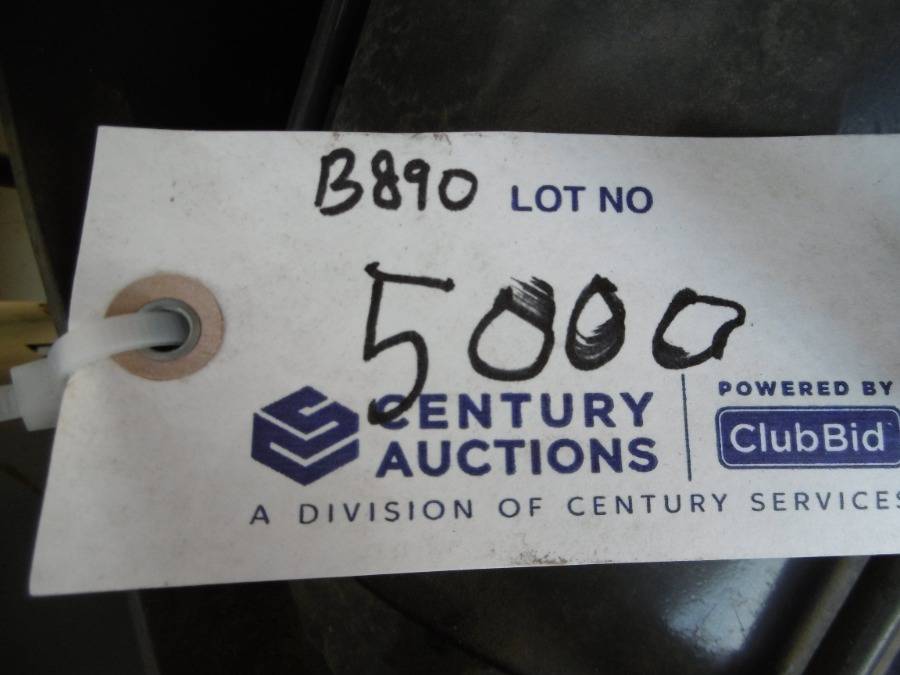 B890 LOT NO
5000
CENTURY
AUCTIONS
POWERED BY
ClubBid
A DIVISION OF CENTURY SERVICES